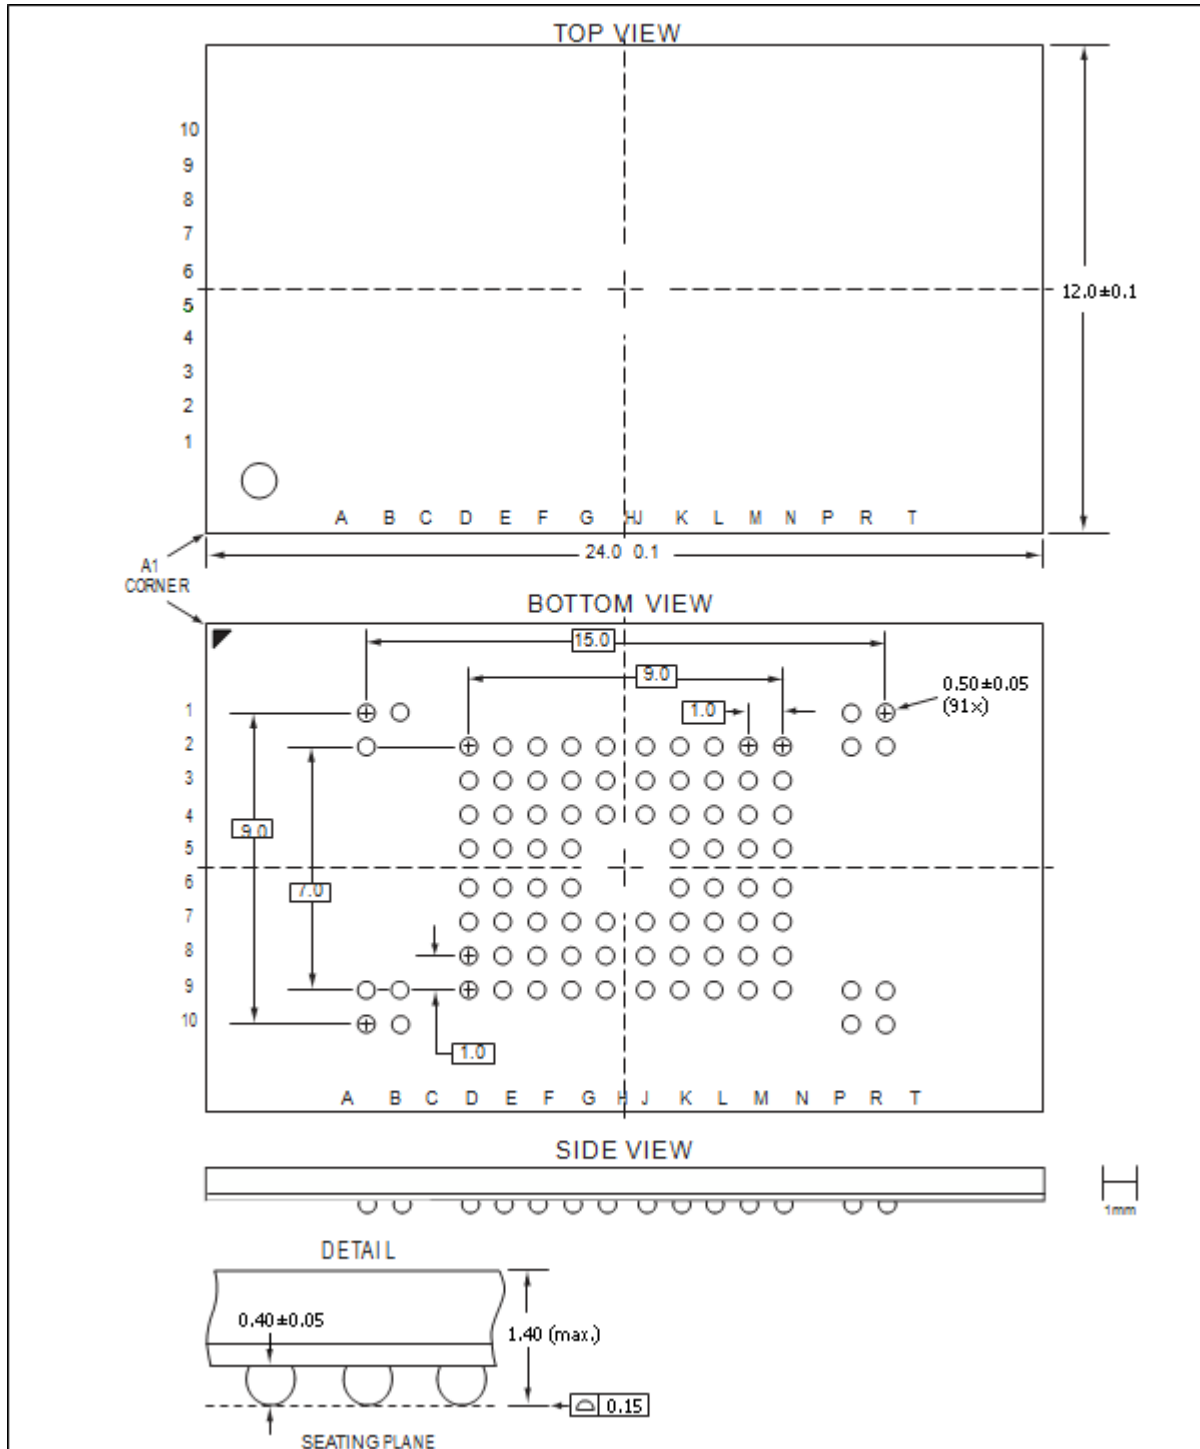 TOP VIEW
10
9
8
7
6
5
4
3
2
1
12.0±0.1
A B C D E F G HJ K L M N P R T
24.0 0.1
A1
CORNER
BOTTOM VIEW
15.0
9.0
0.50±0.05
(91x)
1.0
1
2
3
4
5
6
7
8
9
10
9.0
7.0
1.0
A B C D E F G H J K L M N P R T
SIDE VIEW
1mm
DETAIL
0.40±0.05
1.40 (max.)
0.15
SEATING PLANE